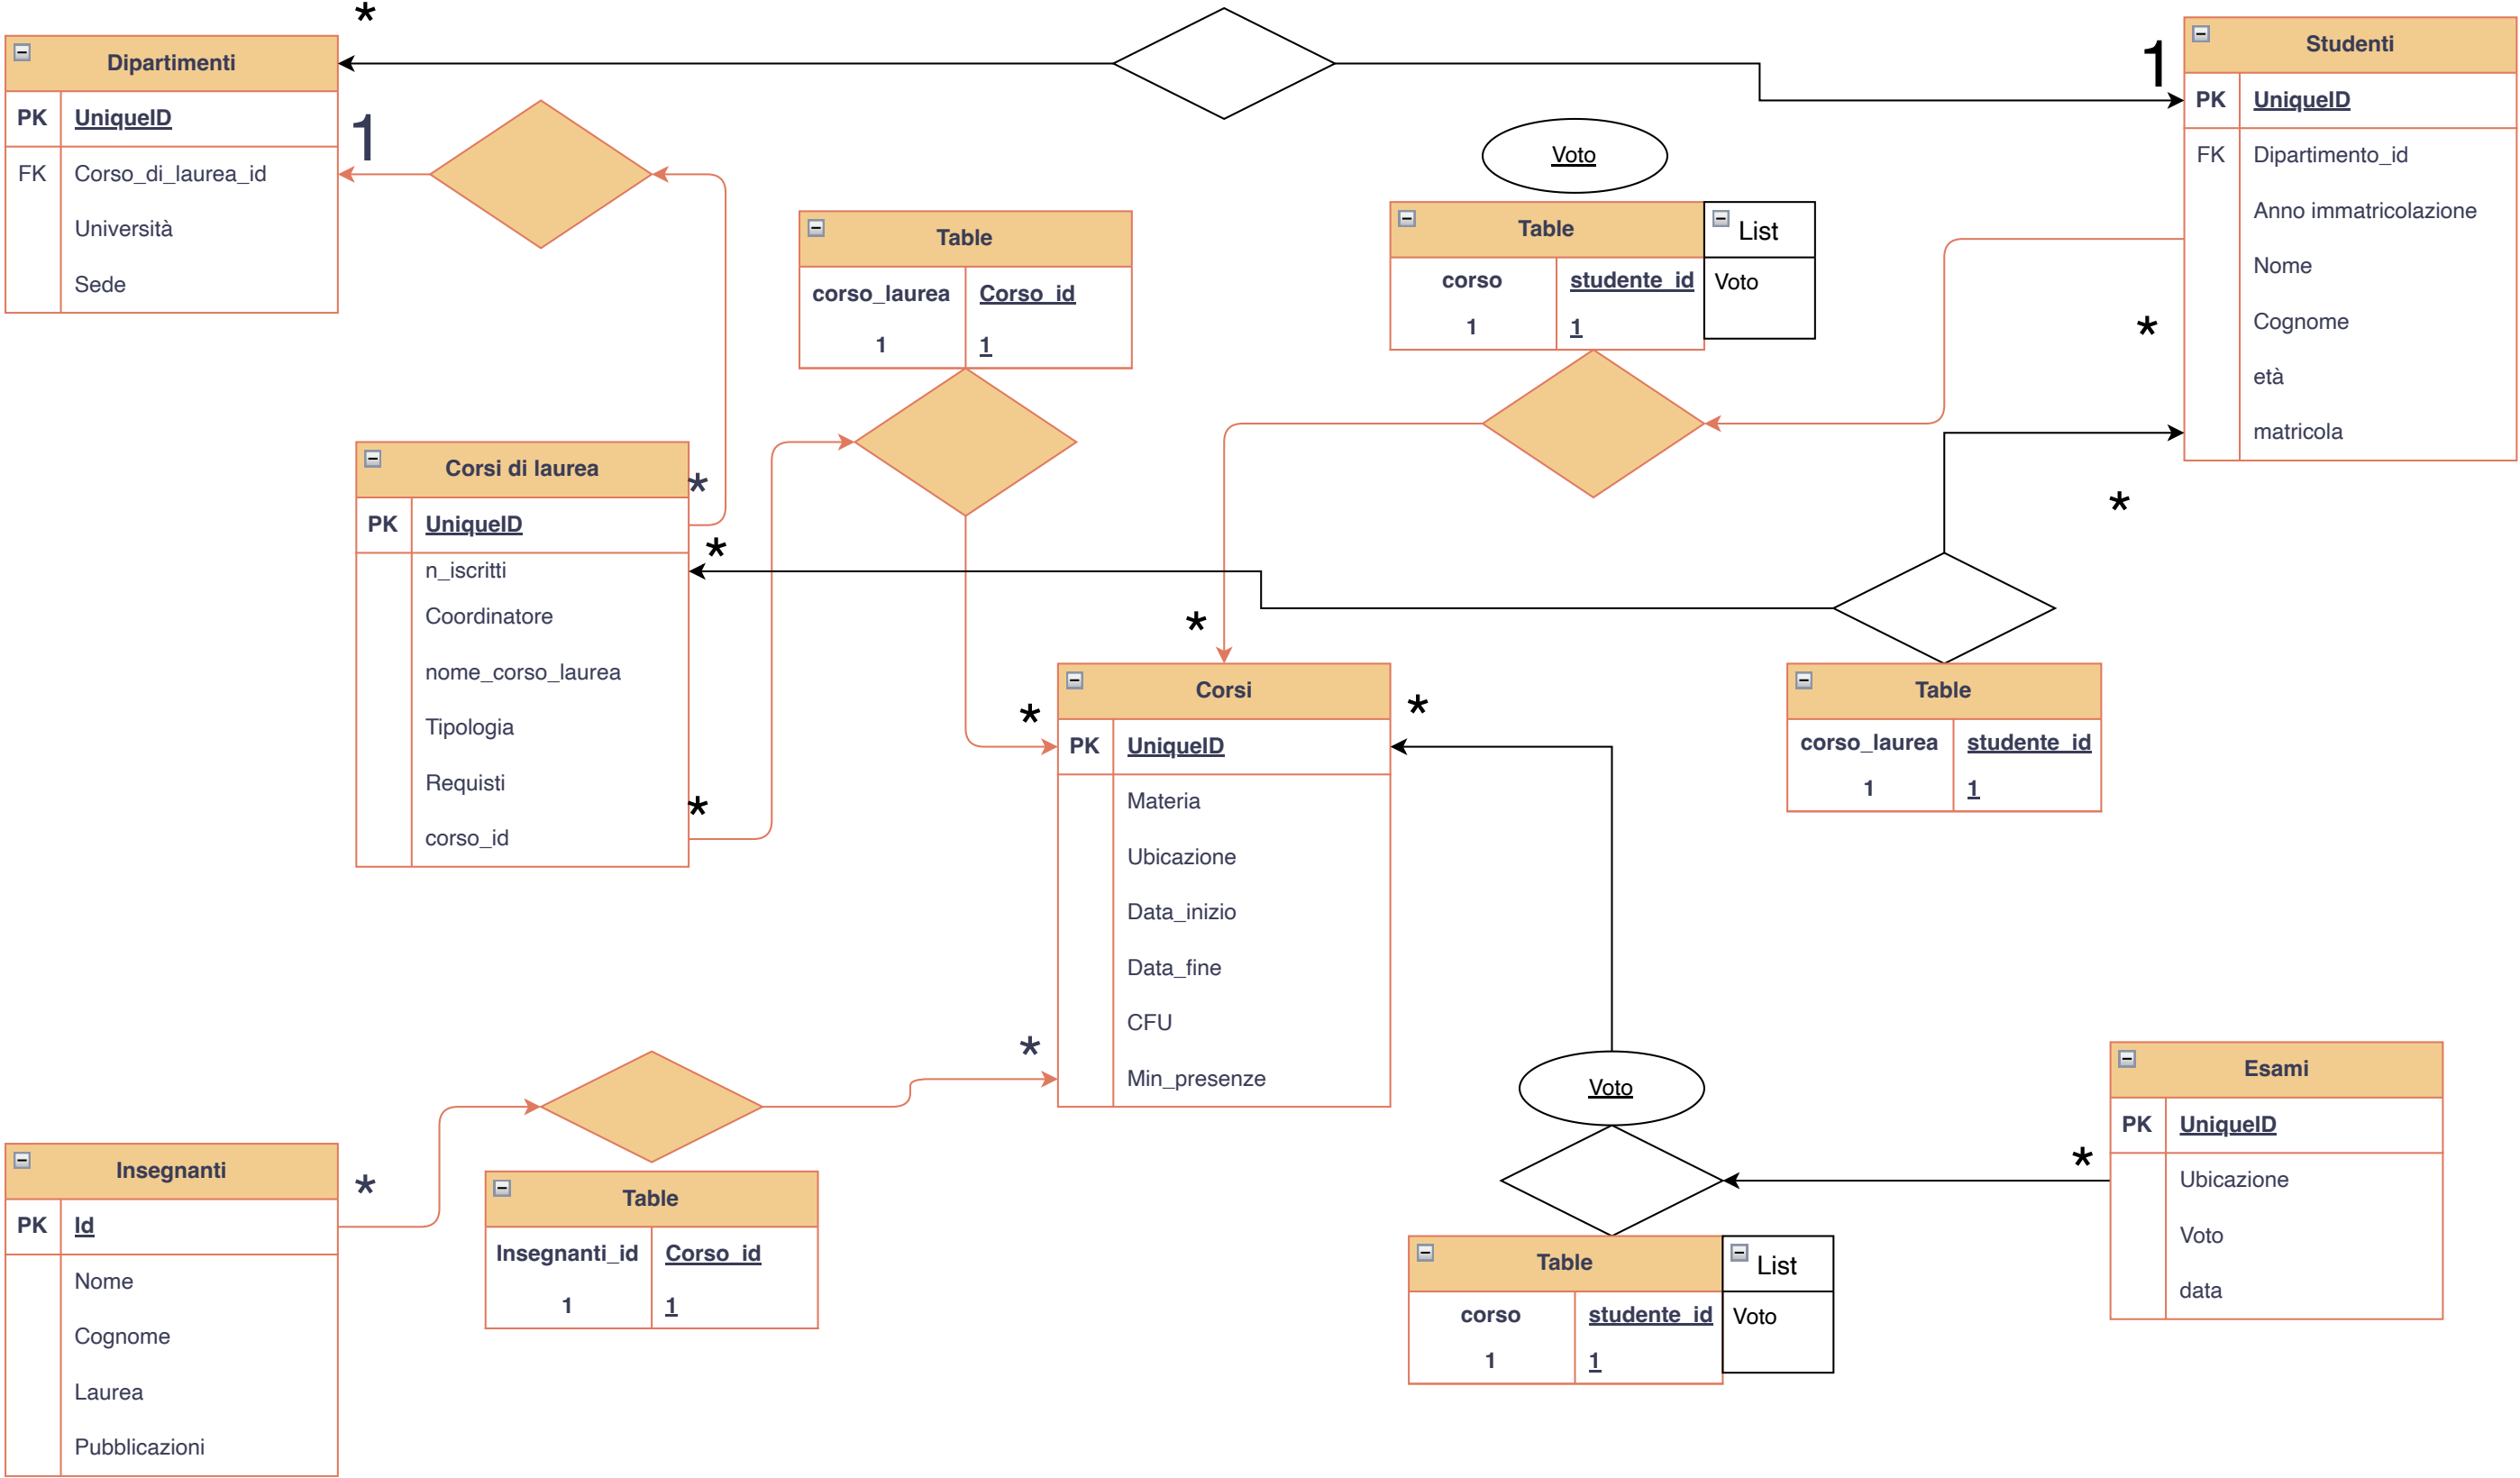 *
Dipartimenti
PK UniqueID
FK Corso_di_laurea_id
Università
Sede
1
1
Studenti
PK UniqueID
FK Dipartimento_id
Anno immatricolazione
Nome
Cognome
età
matricola
*
*
Voto
Table
corso studente_id
1 1
List
Voto
Table
corso_laurea Corso_id
1 1
Corsi di laurea
PK UniqueID
n_iscritti
Coordinatore
nome_corso_laurea
Tipologia
Requisti
corso_id
*
*
*
*
*
*
*
Corsi
PK UniqueID
Materia
Ubicazione
Data_inizio
Data_fine
CFU
Min_presenze
Table
corso_laurea studente_id
1 1
Insegnanti
PK Id
Nome
Cognome
Laurea
Pubblicazioni
*
Table
Insegnanti_id Corso_id
1 1
Voto
Table
corso studente_id
1 1
List
Voto
*
Esami
PK UniqueID
Ubicazione
Voto
data